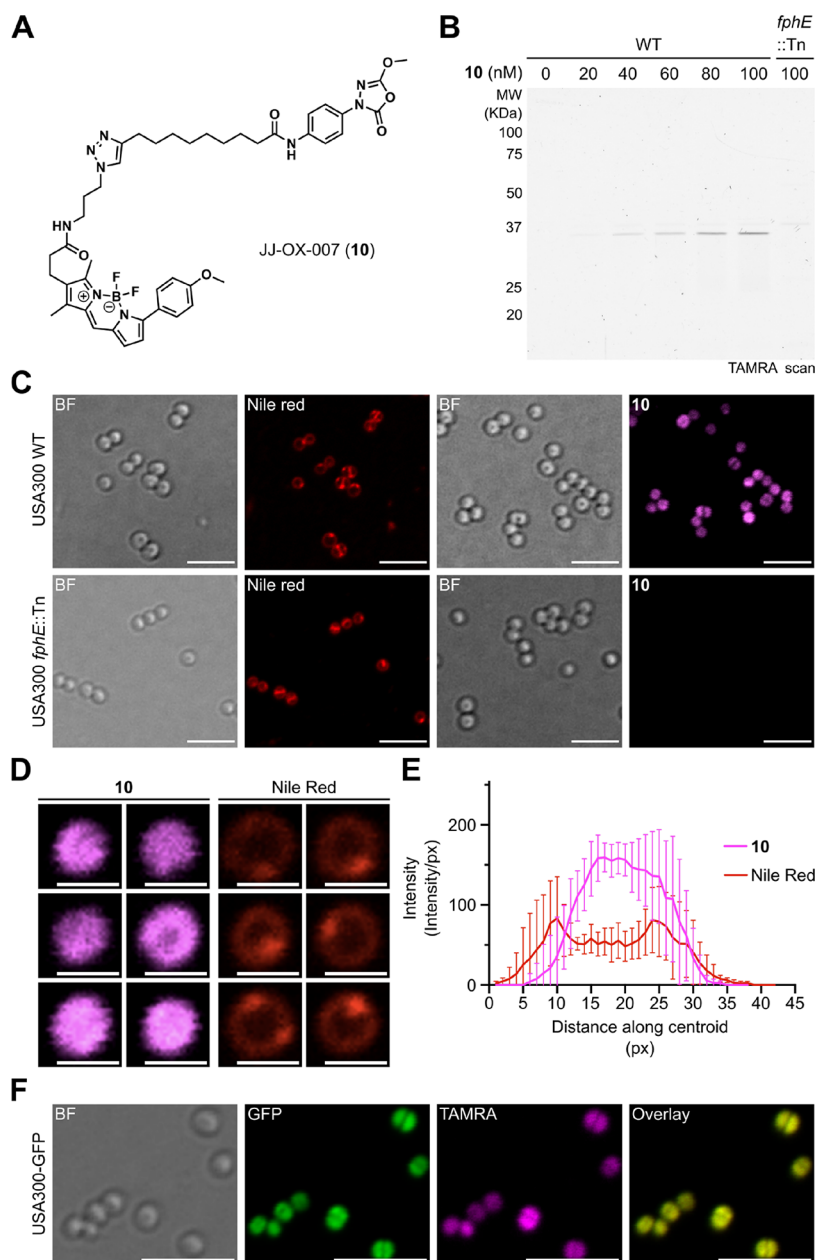 A
O
N
N
O
O
O
N
H
O
N
N
N
HN
O
F
F
N
B
N
O
JJ-OX-007 (10)
B
fphE
WT
::Tn
10 (nM)
0 20 40 60 80 100 100
MW
(KDa)
100
75
50
37
25
20
TAMRA scan
C
USA300 WT
BF
Nile red
BF
10
USA300 fphE::Tn
BF
Nile red
BF
10
D
10
Nile Red
E
Intensity
(Intensity/px)
200
100
0
0 5 10 15 20 25 30 35 40 45
Distance along centroid
(px)
10
Nile Red
F
USA300-GFP
BF
GFP
TAMRA
Overlay